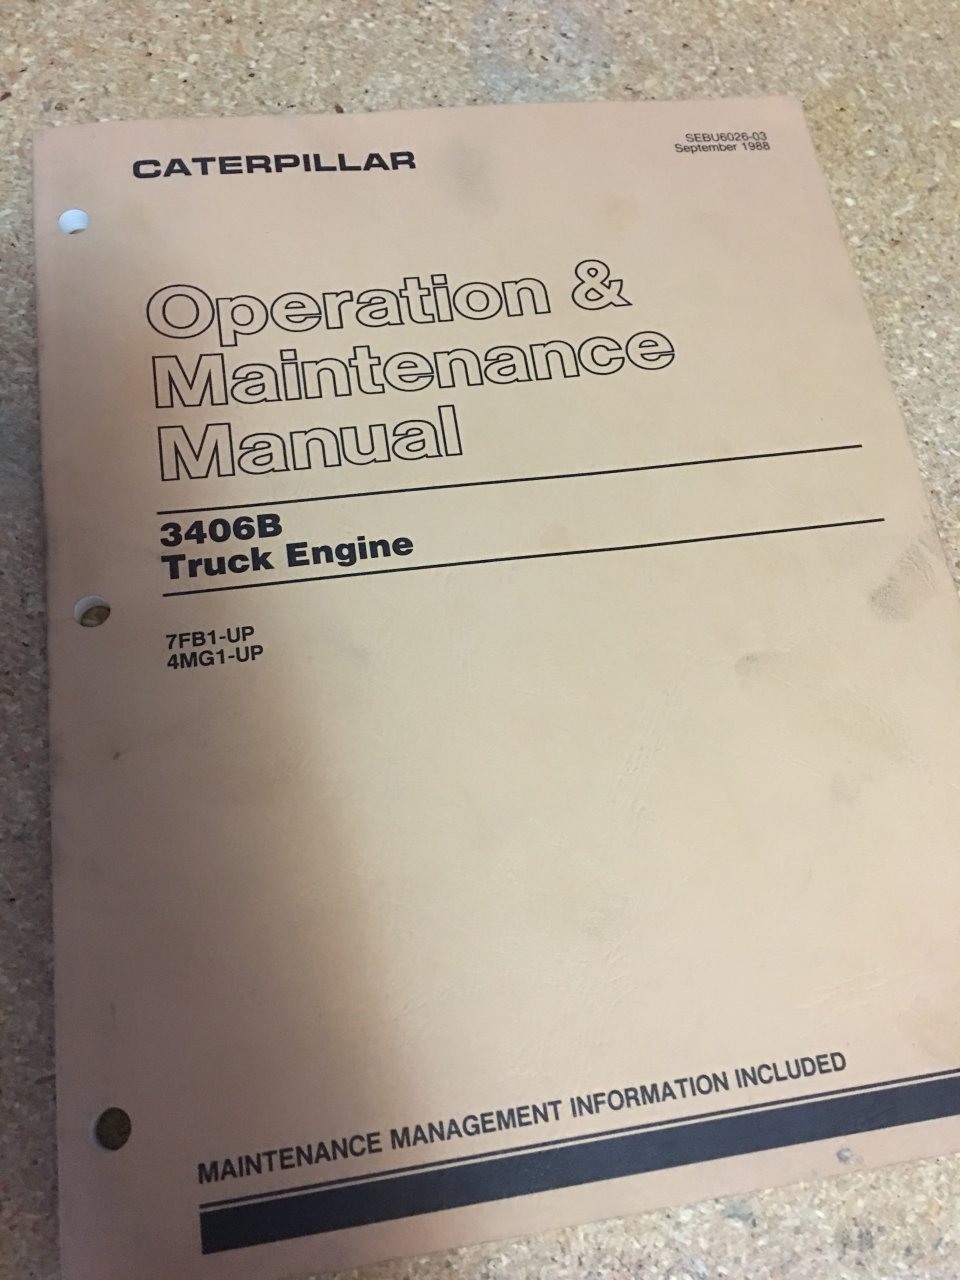 CATERPILLAR
SEBU6026-03
September 1988
Operation &
Maintenance
Manual
3406B
Truck Engine
7FB1-UP
4MG1-UP
MAINTENANCE MANAGEMENT INFORMATION INCLUDED